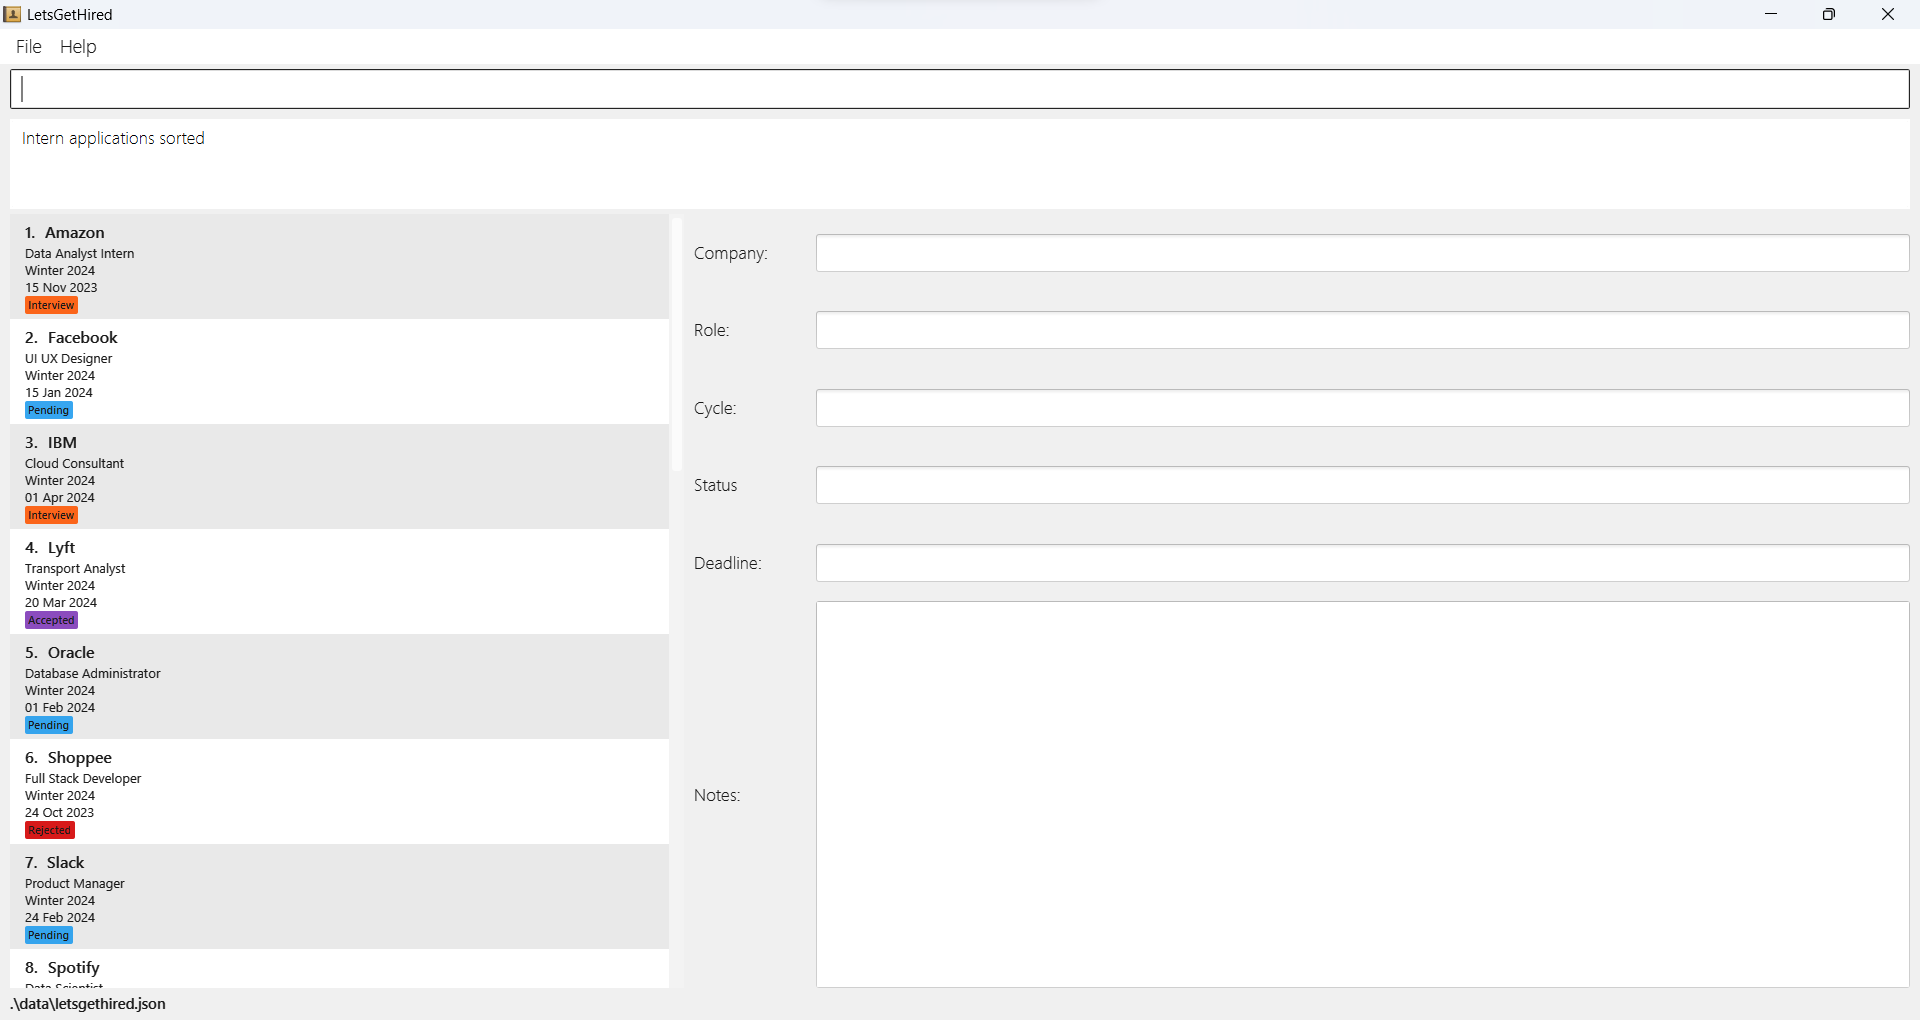 LetsGetHired
File Help
Intern applications sorted
1. Amazon
Data Analyst Intern
Winter 2024
15 Nov 2023
Interview
2. Facebook
UI UX Designer
Winter 2024
15 Jan 2024
Pending
3. IBM
Cloud Consultant
Winter 2024
01 Apr 2024
Interview
4. Lyft
Transport Analyst
Winter 2024
20 Mar 2024
Accepted
5. Oracle
Database Administrator
Winter 2024
01 Feb 2024
Pending
6. Shoppee
Full Stack Developer
Winter 2024
24 Oct 2023
Rejected
7. Slack
Product Manager
Winter 2024
24 Feb 2024
Pending
8. Spotify
Data Scientist
Company:
Role:
Cycle:
Status
Deadline:
Notes:
.\data\letsgethired.json